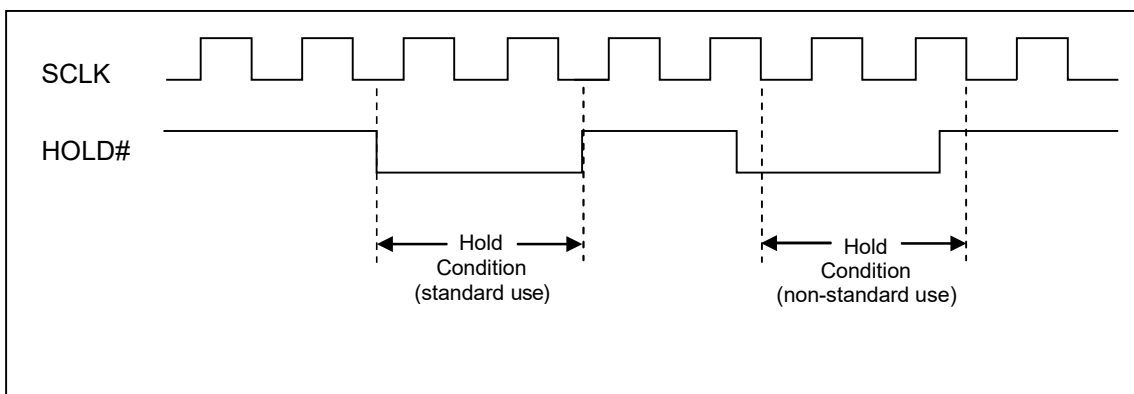 SCLK
HOLD#
Hold
Condition
(standard use)
Hold
Condition
(non-standard use)